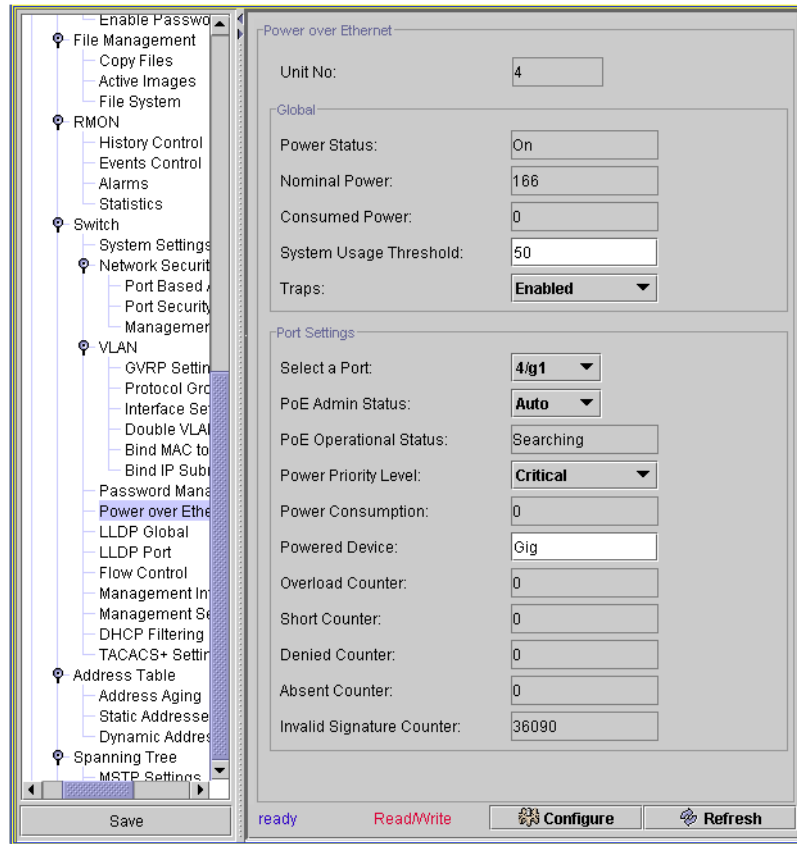 Enable Passwo
File Management
Copy Files
Active Images
File System
RMON
History Control
Events Control
Alarms
Statistics
Switch
System Settings
Network Securit
Port Based
Port Security
Managemer
VLAN
GVRP Settin
Protocol Gro
Interface Se
Double VLA
Bind MAC to
Bind IP Sub
Password Mana
Power over Ethe
LLDP Global
LLDP Port
Flow Control
Management In
Management Se
DHCP Filtering
TACACS+ Settin
Address Table
Address Aging
Static Addresse
Dynamic Addres
Spanning Tree
MSTP Settings
Save
Power over Ethernet
Unit No: 4
Global
Power Status: On
Nominal Power: 166
Consumed Power: 0
System Usage Threshold: 50
Traps: Enabled
Port Settings
Select a Port: 4/g1
PoE Admin Status: Auto
PoE Operational Status: Searching
Power Priority Level: Critical
Power Consumption: 0
Powered Device: Gig
Overload Counter: 0
Short Counter: 0
Denied Counter: 0
Absent Counter: 0
Invalid Signature Counter: 36090
ready Read/Write Configure Refresh